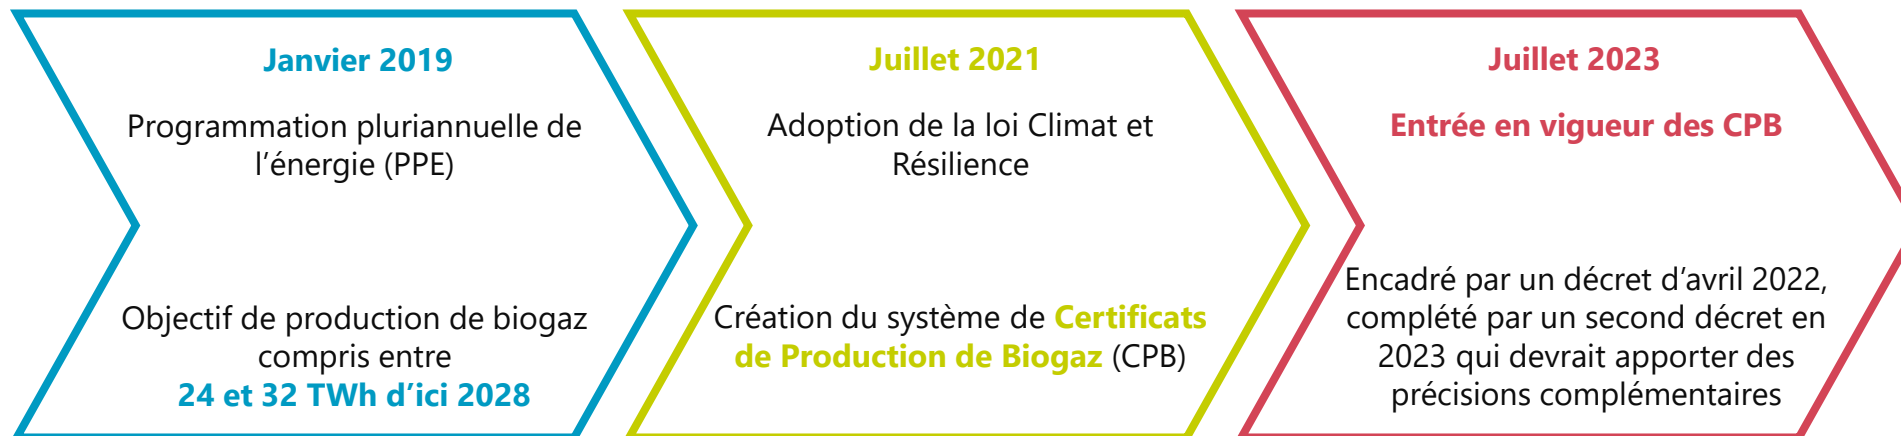 Janvier 2019
Programmation pluriannuelle de
l’énergie (PPE)
Objectif de production de biogaz
compris entre
24 et 32 TWh d’ici 2028
Juillet 2021
Adoption de la loi Climat et
Résilience
Création du système de Certificats
de Production de Biogaz (CPB)
Juillet 2023
Entrée en vigueur des CPB
Encadré par un décret d’avril 2022,
complété par un second décret en
2023 qui devrait apporter des
précisions complémentaires